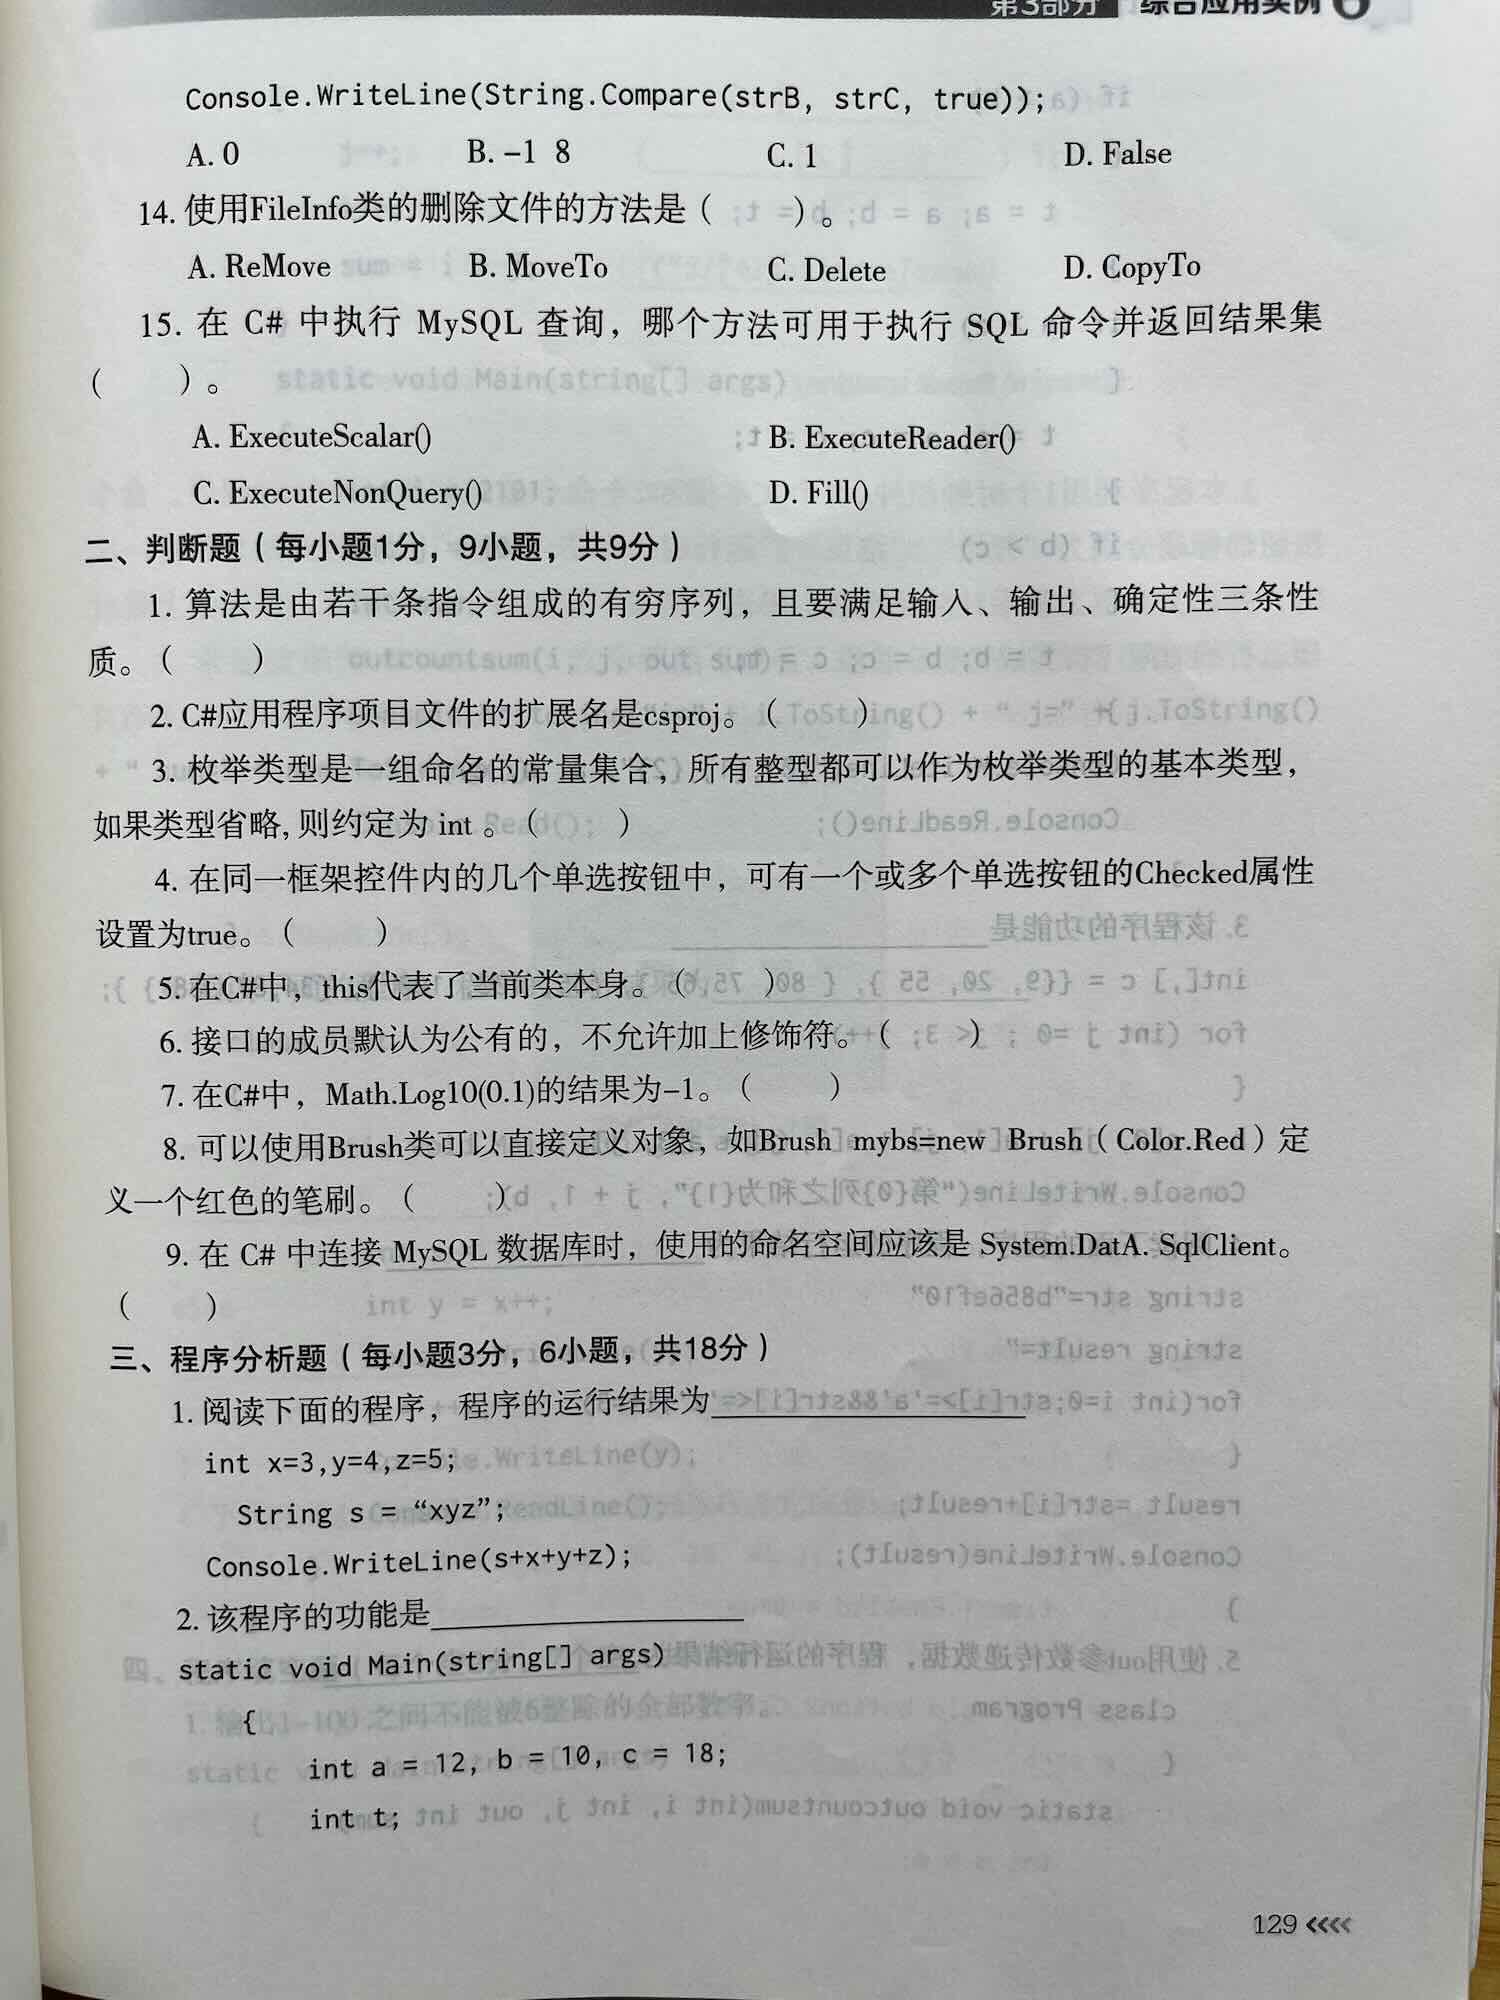 第3部分 综合应用实例
Console.WriteLine(String.Compare(strB, strC, true));
A. 0 B. -1 8 C. 1 D. False
14. 使用FileInfo类的删除文件的方法是（ ）。
A. ReMove B. MoveTo C. Delete D. CopyTo
15. 在 C# 中执行 MySQL 查询，哪个方法可用于执行 SQL 命令并返回结果集
（ ）。
A. ExecuteScalar() B. ExecuteReader()
C. ExecuteNonQuery() D. Fill()
二、判断题（每小题1分，9小题，共9分）
1. 算法是由若干条指令组成的有穷序列，且要满足输入、输出、确定性三条性
质。（ ）
2. C#应用程序项目文件的扩展名是csproj。（ ）
3. 枚举类型是一组命名的常量集合，所有整型都可以作为枚举类型的基本类型，
如果类型省略, 则约定为 int 。（ ）
4. 在同一框架控件内的几个单选按钮中，可有一个或多个单选按钮的Checked属性
设置为true。（ ）
5. 在C#中，this代表了当前类本身。（ ）
6. 接口的成员默认为公有的，不允许加上修饰符。（ ）
7. 在C#中，Math.Log10(0.1)的结果为-1。（ ）
8. 可以使用Brush类可以直接定义对象，如Brush mybs=new Brush（Color.Red）定
义一个红色的笔刷。（ ）
9. 在 C# 中连接 MySQL 数据库时，使用的命名空间应该是 System.DatA. SqlClient。
（ ）
三、程序分析题（每小题3分，6小题，共18分）
1. 阅读下面的程序，程序的运行结果为__________
int x=3,y=4,z=5;
String s = “xyz”;
Console.WriteLine(s+x+y+z);
2. 该程序的功能是__________
static void Main(string[] args)
{
int a = 12, b = 10, c = 18;
int t;
129